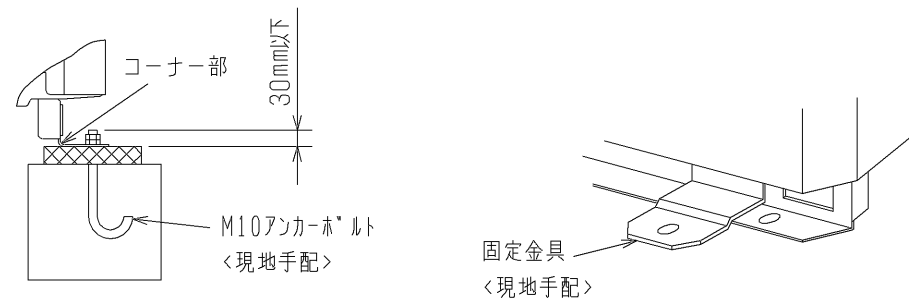 コーナー部
30mm以下
M10アンカーボルト
<現地手配>
固定金具
<現地手配>